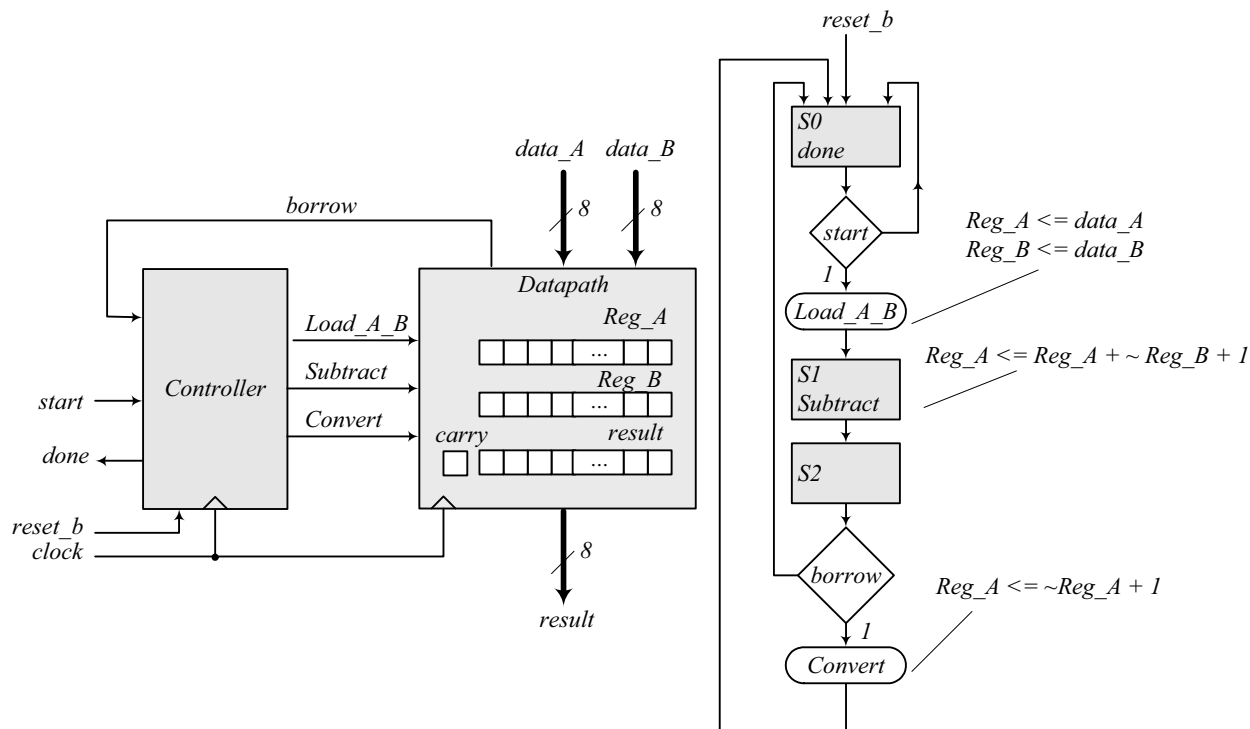 reset_b
S0
done
data_A
data_B
8
8
borrow
start
Reg_A <= data_A
Reg_B <= data_B
1
Datapath
Load_A_B
Reg_A
...
Load_A_B
Reg_A <= Reg_A + ~ Reg_B + 1
Controller
Subtract
Reg_B
...
S1
Subtract
start
Convert
carry
result
...
done
S2
reset_b
clock
8
result
borrow
Reg_A <= ~Reg_A + 1
1
Convert